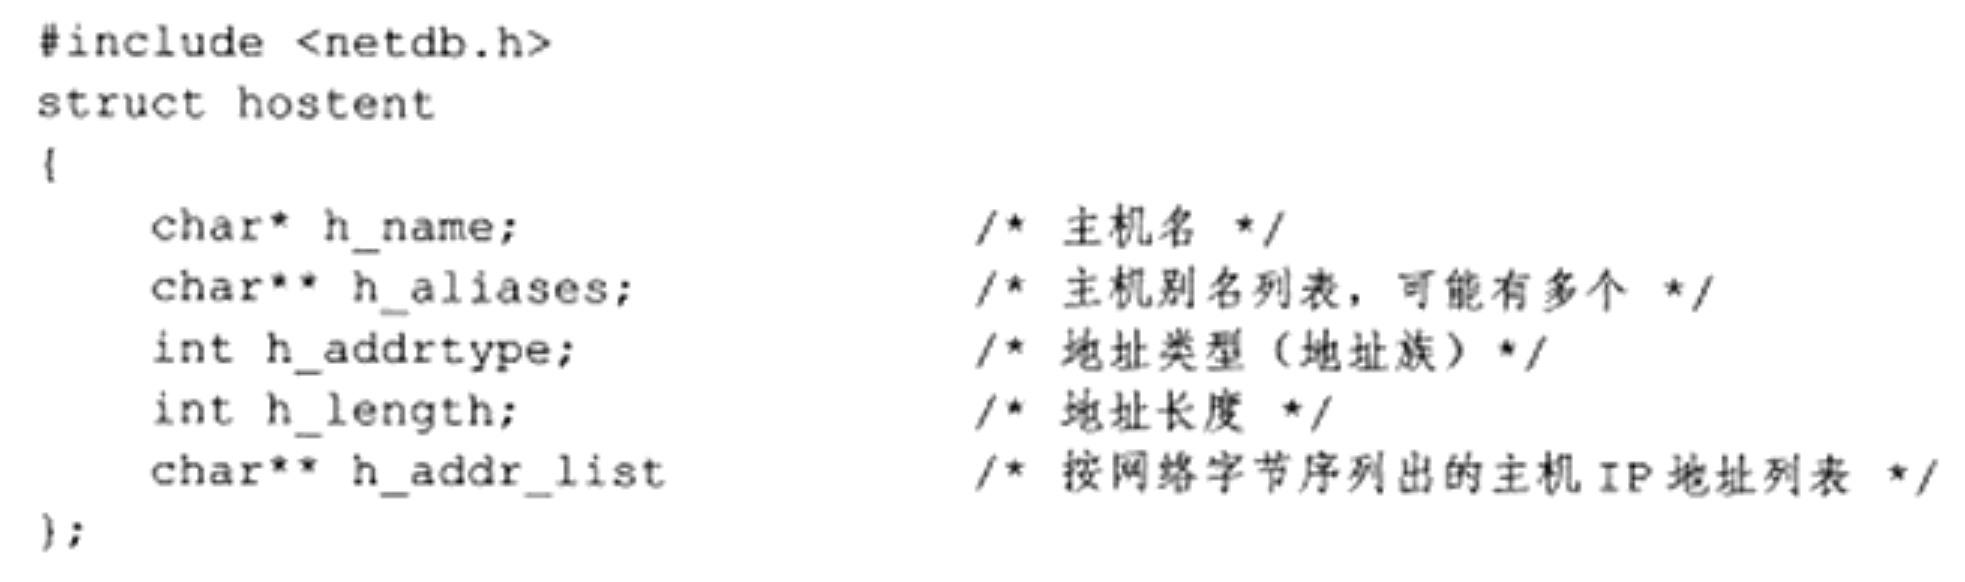 #include <netdb.h>
struct hostent
{
    char* h_name;                /* 主机名 */
    char** h_aliases;            /* 主机别名列表，可能有多个 */
    int h_addrtype;              /* 地址类型（地址族）*/
    int h_length;                /* 地址长度 */
    char** h_addr_list           /* 按网络字节序列出的主机IP地址列表 */
};